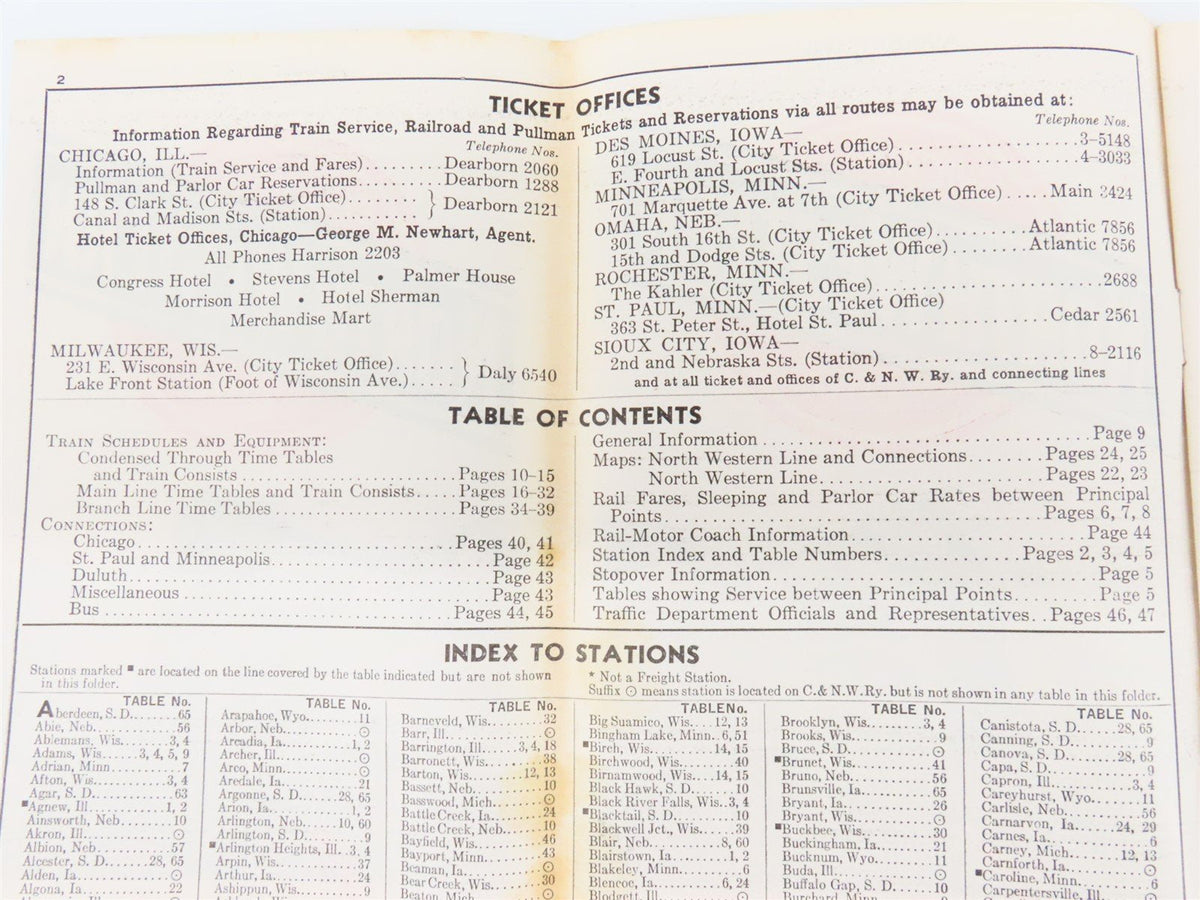 2
TICKET OFFICES
Information Regarding Train Service, Railroad and Pullman Tickets and Reservations via all routes may be obtained at:
Telephone Nos.
CHICAGO, ILL.—
Information (Train Service and Fares).......... Dearborn 2060
Pullman and Parlor Car Reservations.......... Dearborn 1288
148 S. Clark St. (City Ticket Office)........
Canal and Madison Sts. (Station).......... } Dearborn 2121
Hotel Ticket Offices, Chicago—George M. Newhart, Agent.
All Phones Harrison 2203
Congress Hotel • Stevens Hotel • Palmer House
Morrison Hotel • Hotel Sherman
Merchandise Mart
MILWAUKEE, WIS.—
231 E. Wisconsin Ave. (City Ticket Office).......
Lake Front Station (Foot of Wisconsin Ave.)..... } Daly 6540
Telephone Nos.
DES MOINES, IOWA—
619 Locust St. (City Ticket Office)....................3-5148
E. Fourth and Locust Sts. (Station)....................4-3033
MINNEAPOLIS, MINN.—
701 Marquette Ave. at 7th (City Ticket Office).....Main 3424
OMAHA, NEB.—
301 South 16th St. (City Ticket Office)..........Atlantic 7856
15th and Dodge Sts. (City Ticket Office).........Atlantic 7856
ROCHESTER, MINN.—
The Kahler (City Ticket Office)....................2688
ST. PAUL, MINN.—(City Ticket Office)
363 St. Peter St., Hotel St. Paul....................Cedar 2561
SIOUX CITY, IOWA—
2nd and Nebraska Sts. (Station)....................8-2116
and at all ticket and offices of C. & N. W. Ry. and connecting lines
TABLE OF CONTENTS
TRAIN SCHEDULES AND EQUIPMENT:
Condensed Through Time Tables
and Train Consists....................Pages 10-15
Main Line Time Tables and Train Consists.....Pages 16-32
Branch Line Time Tables....................Pages 34-39
CONNECTIONS:
Chicago....................Pages 40, 41
St. Paul and Minneapolis....................Page 42
Duluth....................Page 43
Miscellaneous....................Page 43
Bus....................Pages 44, 45
General Information....................Page 9
Maps: North Western Line and Connections........Pages 24, 25
North Western Line....................Pages 22, 23
Rail Fares, Sleeping and Parlor Car Rates between Principal
Points....................Pages 6, 7, 8
Rail-Motor Coach Information....................Page 44
Station Index and Table Numbers....................Pages 2, 3, 4, 5
Stopover Information....................Page 5
Tables showing Service between Principal Points.........Page 5
Traffic Department Officials and Representatives..Pages 46, 47
INDEX TO STATIONS
Stations marked ■ are located on the line covered by the table indicated but are not shown
in this folder.
* Not a Freight Station.
Suffix ⊙ means station is located on C.& N.W.Ry. but is not shown in any table in this folder.
TABLE No.
Aberdeen, S. D.......65
Abie, Neb..........56
Ablemans, Wis.......3, 4
Adams, Wis....3, 4, 5, 9
Adrian, Minn........7
Afton, Wis.........3, 4
Agar, S. D..........63
■Agnew, Ill.........1, 2
Ainsworth, Neb......10
Akron, Ill..........⊙
Albion, Neb.........57
Alcester, S. D....28, 65
Alden, Ia...........⊙
Algona, Ia..........22
TABLE No.
Arapahoe, Wyo.......11
Arbor, Neb..........⊙
Arcadia, Ia........1, 2
Archer, Ill.........⊙
Arco, Minn..........⊙
Aredale, Ia.........21
Argonne, S. D....28, 65
Arion, Ia..........1, 2
Arlington, Neb...10, 60
Arlington, S. D......9
■Arlington Heights, Ill..3, 4
Arpin, Wis..........37
Arthur, Ia..........24
Ashippun, Wis........9
TABLE No.
Barneveld, Wis......32
Barr, Ill...........⊙
Barrington, Ill...3, 4, 18
Barronett, Wis......38
Barton, Wis......12, 13
Bassett, Neb........10
Basswood, Mich......⊙
Battle Creek, Ia....24
Battle Creek, Neb...10
Bayfield, Wis.......46
Bayport, Minn.......43
Beaman, Ia..........⊙
Bear Creek, Wis.....30
Beaton, Mich........⊙
TABLE No.
Big Suamico, Wis...12, 13
Bingham Lake, Minn..6, 51
■Birch, Wis......14, 15
Birchwood, Wis......40
Birnamwood, Wis..14, 15
Black Hawk, S. D....10
Black River Falls, Wis..3, 4
■Blacktail, S. D....10
Blackwell Jct., Wis..39
Blair, Neb........8, 60
Blairstown, Ia.....1, 2
Blakeley, Minn.......6
Blencoe, Ia.......6, 24
Blodgett, Ill.......⊙
TABLE No.
Brooklyn, Wis......3, 4
Brooks, Wis..........9
Bruce, S. D.........⊙
■Brunet, Wis........41
Bruno, Neb..........56
Brunsville, Ia......65
Bryant, Ia..........26
Bryant, Wis.........⊙
■Buckbee, Wis.......30
Buckingham, Ia......21
Bucknum, Wyo........11
Buda, Ill...........⊙
Buffalo Gap, S. D...10
TABLE No.
Canistota, S. D....28, 65
Canning, S. D........9
Canova, S. D.....28, 65
Capa, S. D...........9
Capron, Ill........3, 4
Careyhurst, Wyo.....11
Carlisle, Neb.......56
Carnarvon, Ia....24, 29
Carnes, Ia...........6
Carney, Mich.....12, 13
Carnforth, Ia.......⊙
■Caroline, Minn......6
Carpentersville, Ill..⊙